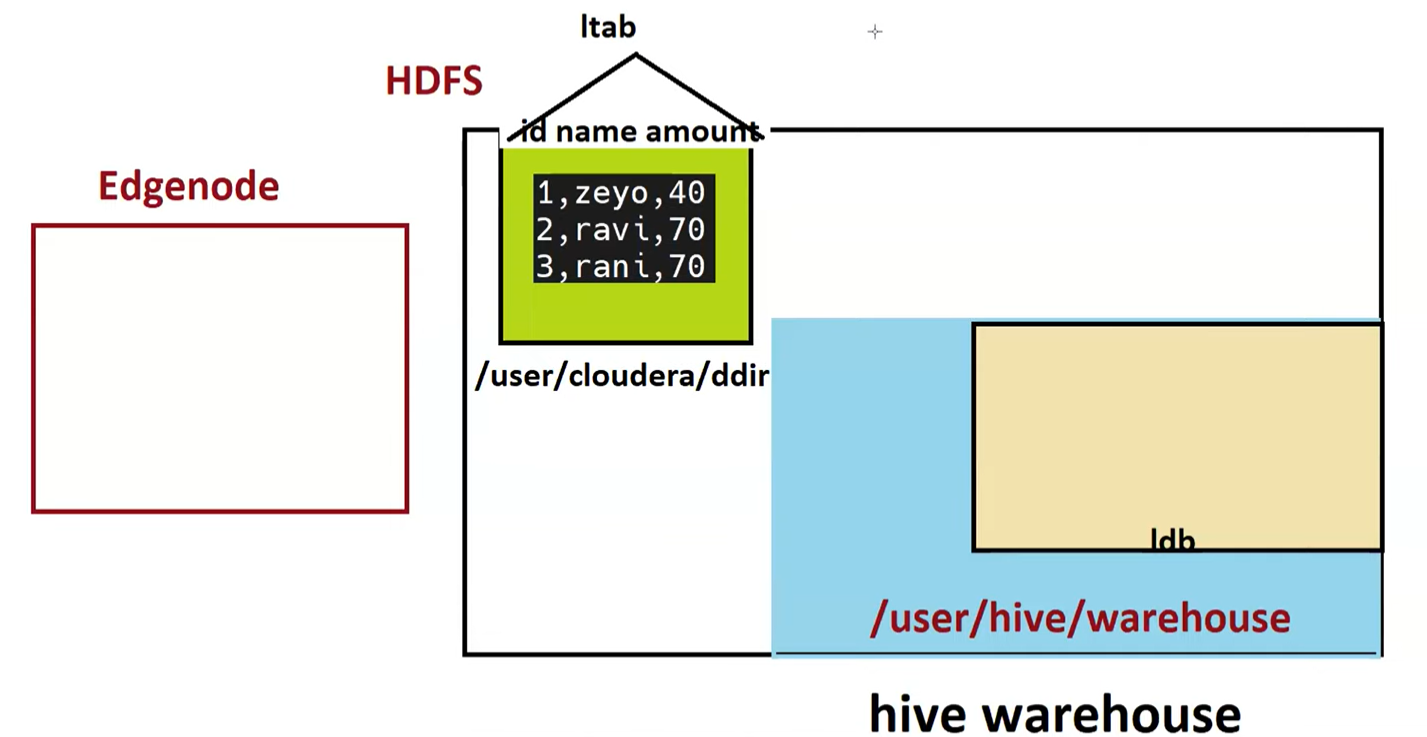 ltab
HDFS
id name amount
Edgenode
1,zeyo,40
2,ravi,70
3,rani,70
/user/cloudera/ddir
ldb
/user/hive/warehouse
hive warehouse